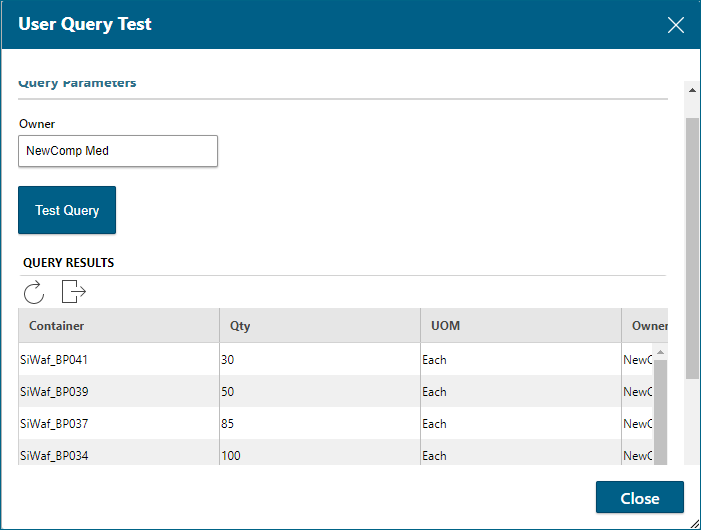 User Query Test
Query Parameters
Owner
NewComp Med
Test Query
QUERY RESULTS
Container Qty UOM Owner
SiWaf_BP041 30 Each NewC
SiWaf_BP039 50 Each NewC
SiWaf_BP037 85 Each NewC
SiWaf_BP034 100 Each NewC
Close